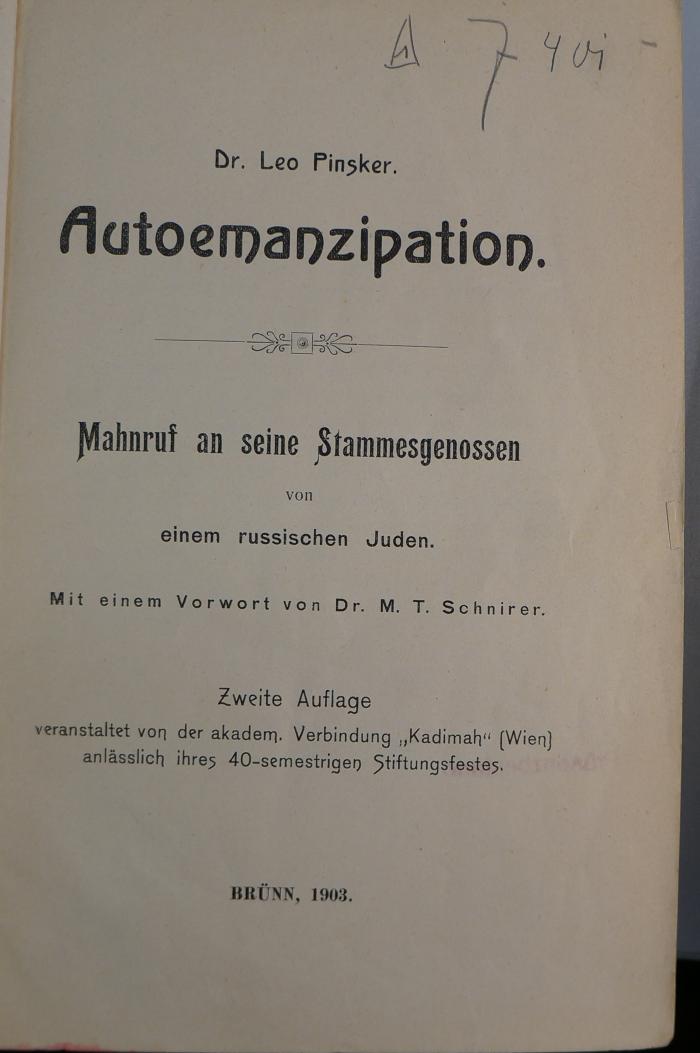 7
Dr. Leo Pinsker.
Autoemanzipation.
Mahnruf an seine Stammesgenossen
von
einem russischen Juden.
Mit einem Vorwort von Dr. M. T. Schnirer.
Zweite Auflage
veranstaltet von der akadem. Verbindung „Kadimah“ (Wien)
anlässlich ihres 40-semestrigen Stiftungsfestes.
BRÜNN, 1903.